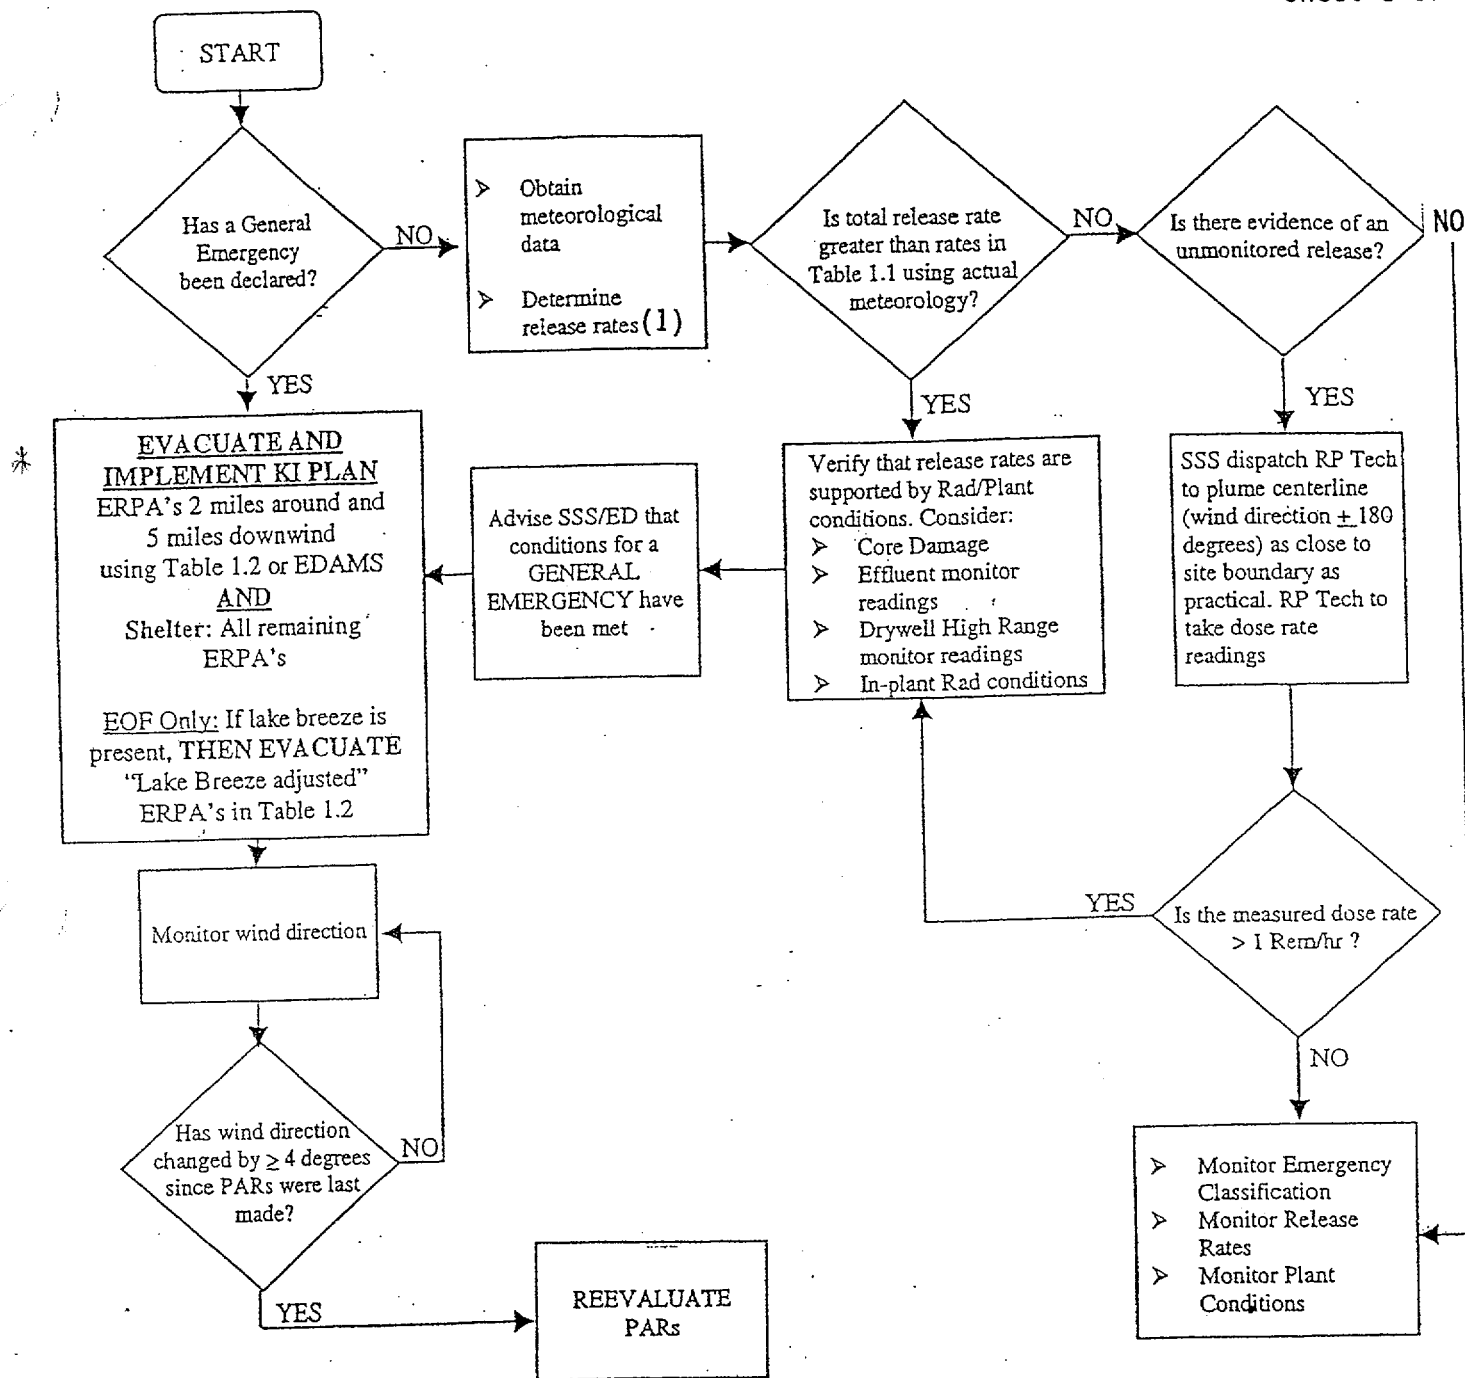 START
Has a General
Emergency
been declared?
NO
➢ Obtain
meteorological
data
➢ Determine
release rates(1)
Is total release rate
greater than rates in
Table 1.1 using actual
meteorology?
NO
Is there evidence of an
unmonitored release?
NO
YES
YES
YES
*
EVACUATE AND
IMPLEMENT KI PLAN
ERPA's 2 miles around and
5 miles downwind
using Table 1.2 or EDAMS
AND
Shelter: All remaining
ERPA's
EOF Only: If lake breeze is
present, THEN EVACUATE
"Lake Breeze adjusted"
ERPA's in Table 1.2
Advise SSS/ED that
conditions for a
GENERAL
EMERGENCY have
been met
Verify that release rates are
supported by Rad/Plant
conditions. Consider:
➢ Core Damage
➢ Effluent monitor
readings
➢ Drywell High Range
monitor readings
➢ In-plant Rad conditions
SSS dispatch RP Tech
to plume centerline
(wind direction ± 180
degrees) as close to
site boundary as
practical. RP Tech to
take dose rate
readings
Monitor wind direction
YES
Is the measured dose rate
> 1 Rem/hr ?
NO
Has wind direction
changed by ≥ 4 degrees
since PARs were last
made?
NO
YES
REEVALUATE
PARs
➢ Monitor Emergency
Classification
➢ Monitor Release
Rates
➢ Monitor Plant
Conditions